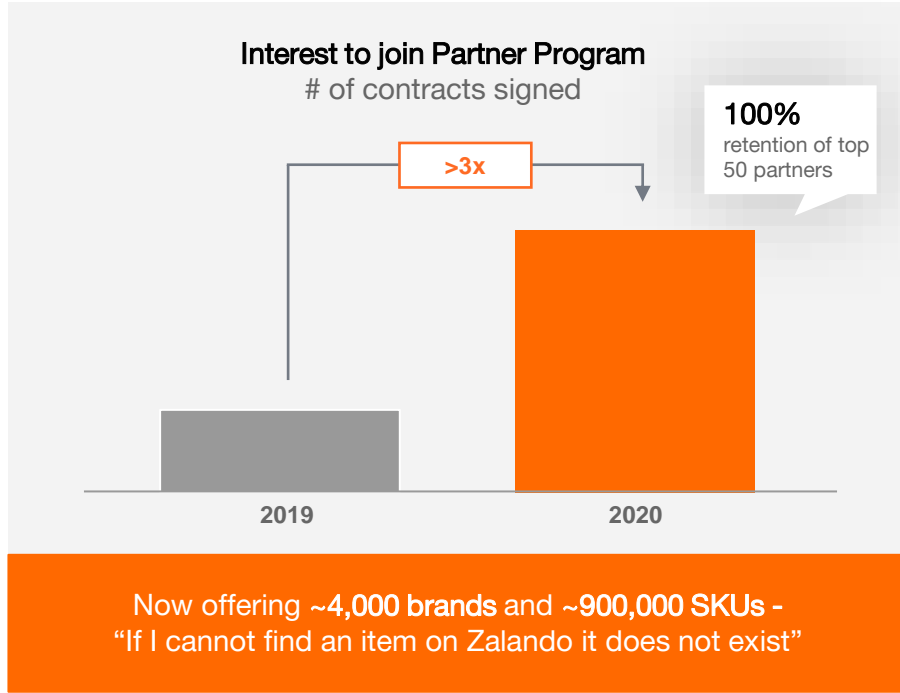 Interest to join Partner Program
# of contracts signed
100%
retention of top
50 partners
>3x
2019
2020
Now offering ~4,000 brands and ~900,000 SKUs -
“If I cannot find an item on Zalando it does not exist”